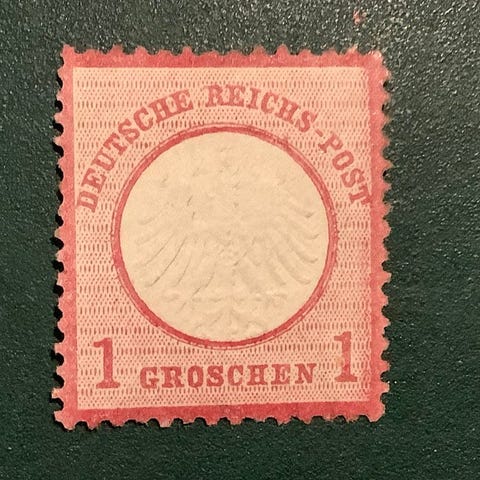 DEUTSCHE REICHS-POST
1 GROSCHEN 1